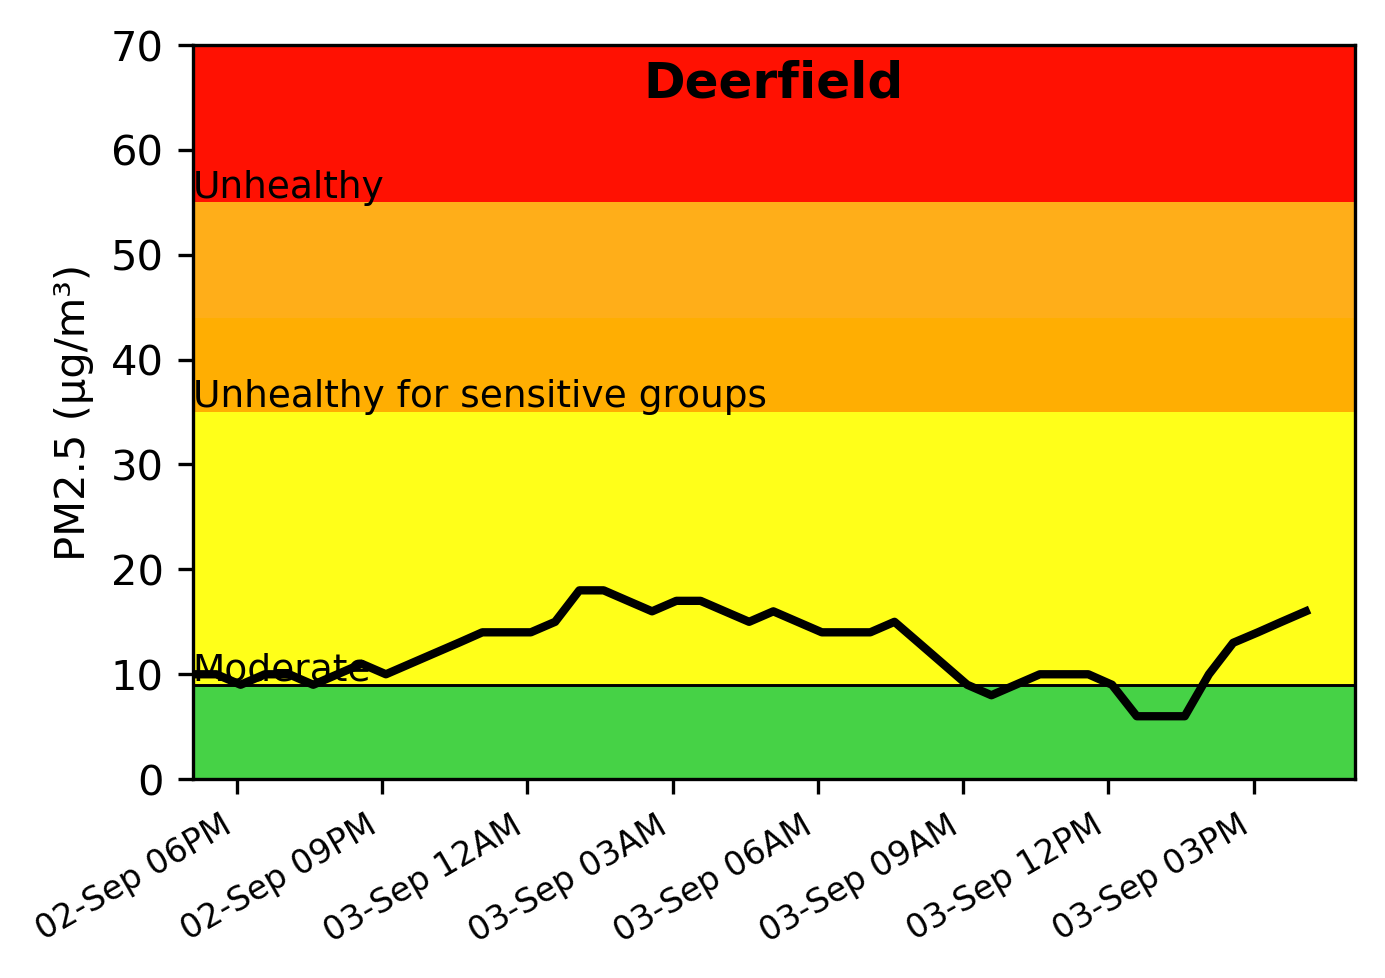 Deerfield
70
60
50
40
30
20
10
0
PM2.5 (µg/m³)
Unhealthy
Unhealthy for sensitive groups
Moderate
02-Sep 06PM
02-Sep 09PM
03-Sep 12AM
03-Sep 03AM
03-Sep 06AM
03-Sep 09AM
03-Sep 12PM
03-Sep 03PM